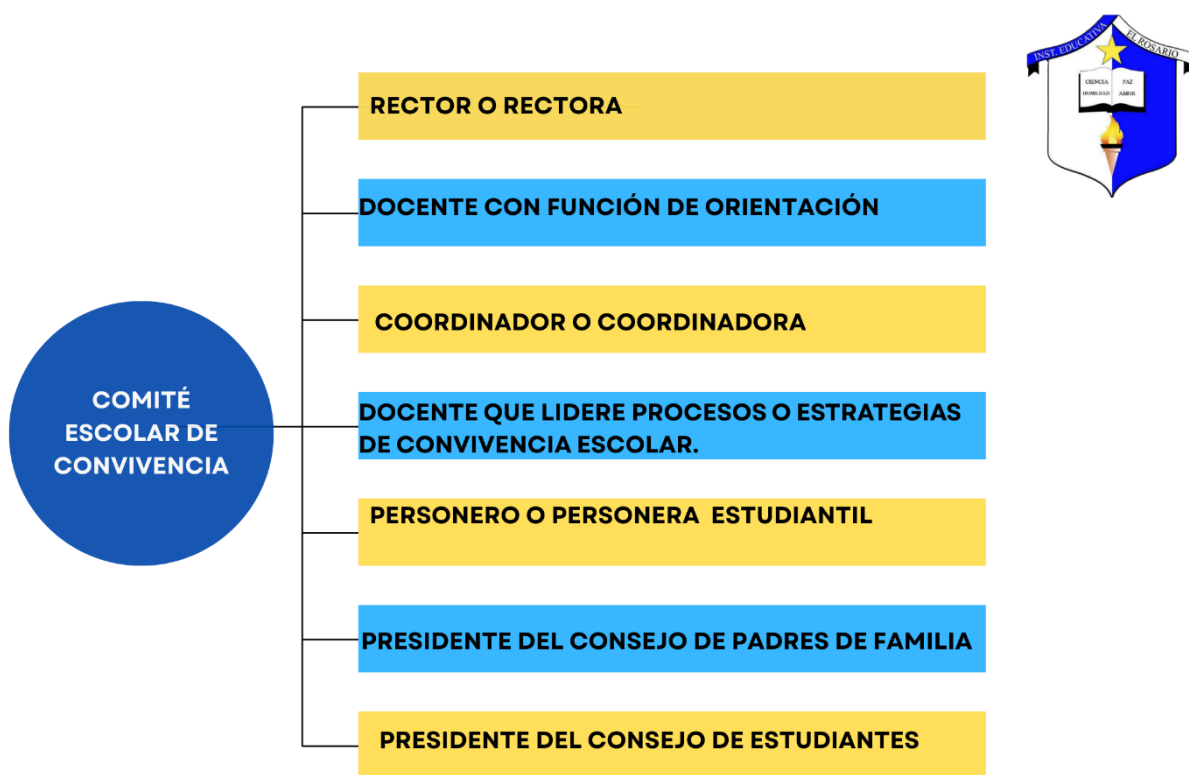 INST. EDUCATIVA
EL ROSARIO
CIENCIA
HUMILDAD
PAZ
AMOR
RECTOR O RECTORA
DOCENTE CON FUNCIÓN DE ORIENTACIÓN
COORDINADOR O COORDINADORA
COMITÉ
ESCOLAR DE
CONVIVENCIA
DOCENTE QUE LIDERE PROCESOS O ESTRATEGIAS
DE CONVIVENCIA ESCOLAR.
PERSONERO O PERSONERA ESTUDIANTIL
PRESIDENTE DEL CONSEJO DE PADRES DE FAMILIA
PRESIDENTE DEL CONSEJO DE ESTUDIANTES